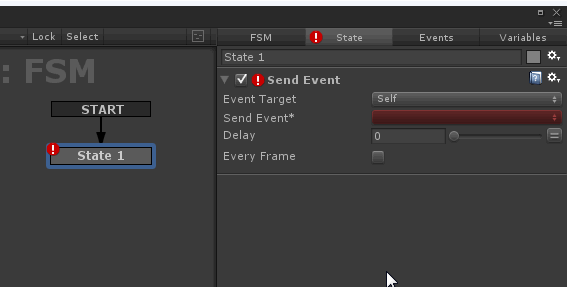 Lock Select
FSM State Events Variables
: FSM
START
State 1
State 1
Send Event
Event Target Self
Send Event*
Delay 0
Every Frame